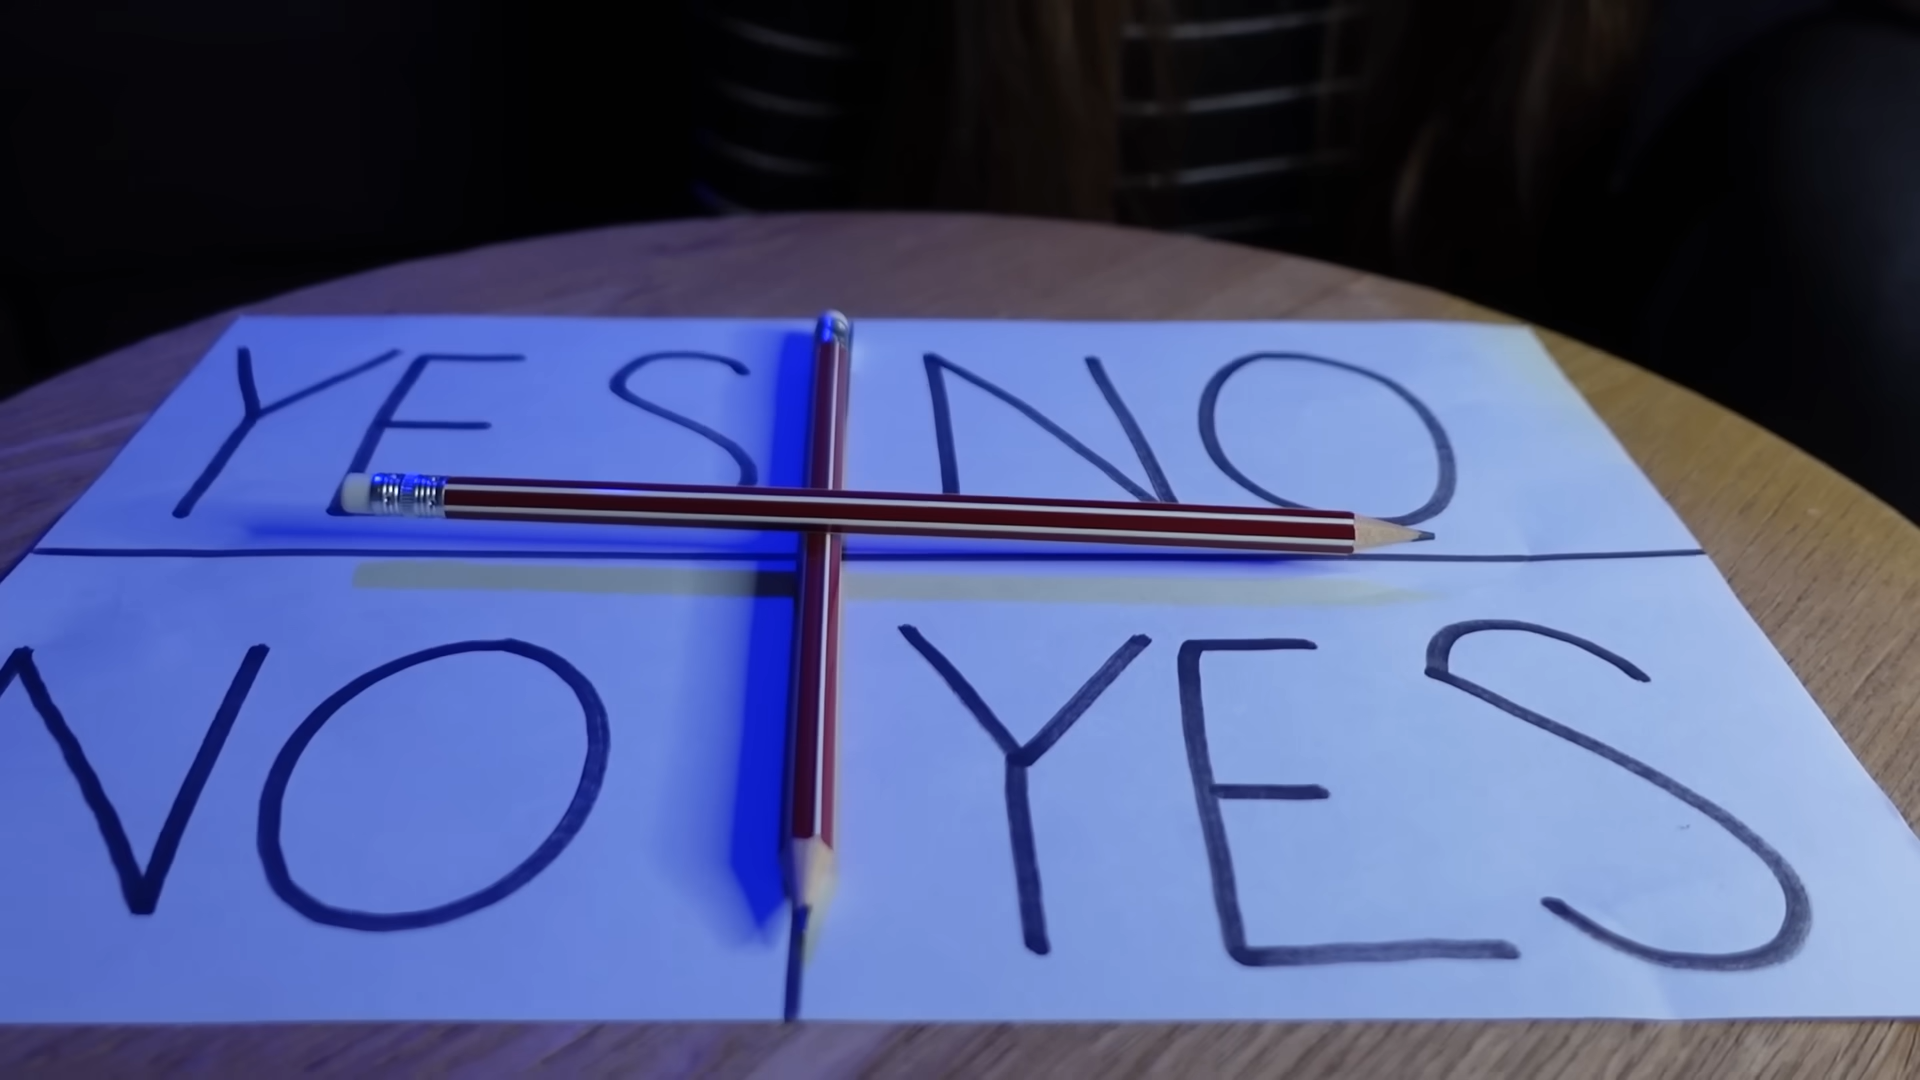 YES NO
NO YES